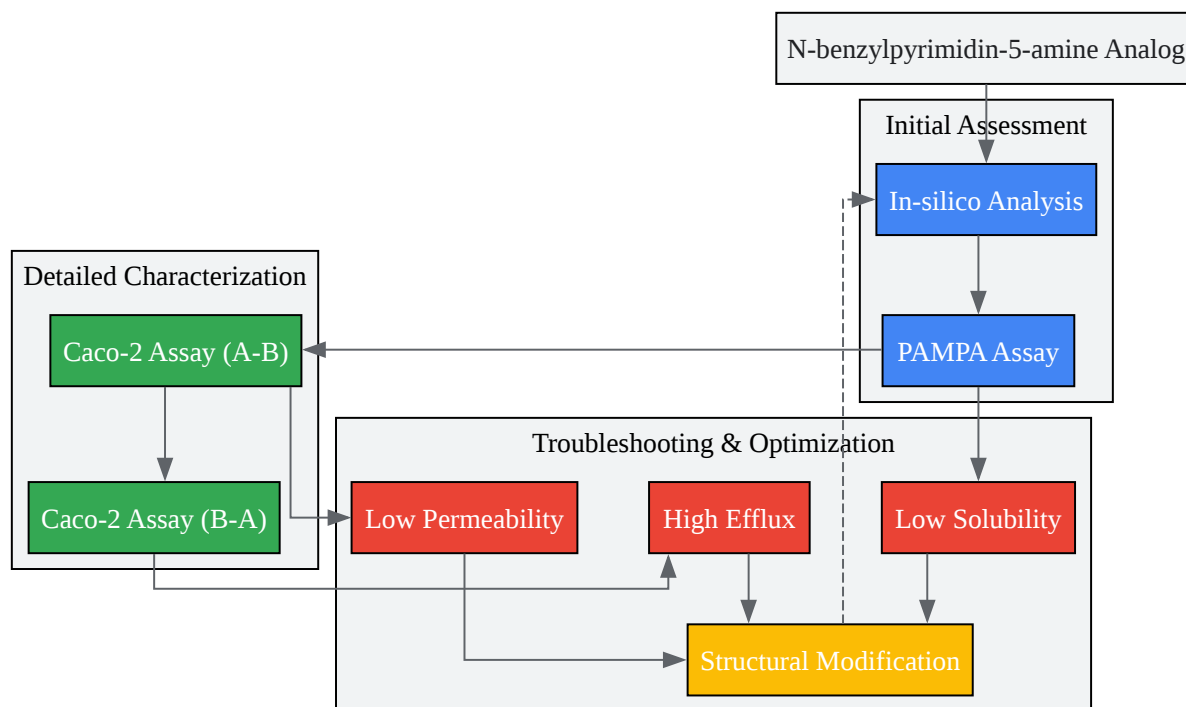 N-benzylpyrimidin-5-amine Analog
Initial Assessment
In-silico Analysis
PAMPA Assay
Detailed Characterization
Caco-2 Assay (A-B)
Caco-2 Assay (B-A)
Troubleshooting & Optimization
Low Permeability
High Efflux
Low Solubility
Structural Modification